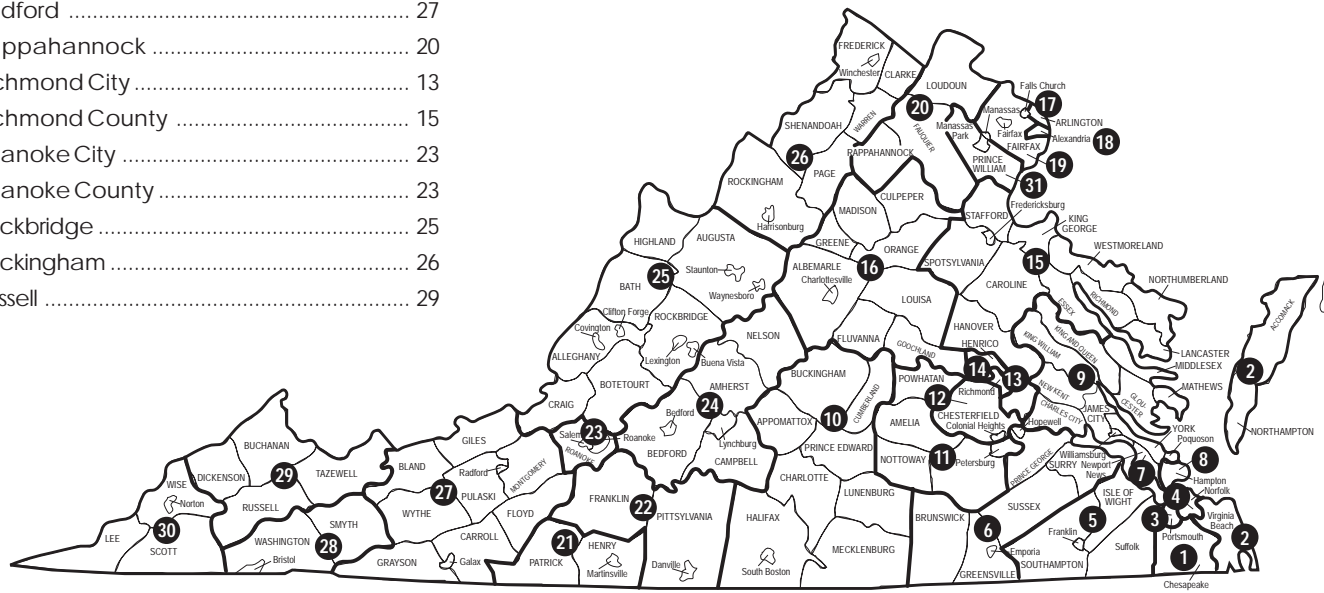 dford ........ 27
ppahannock ........ 20
chmond City ........ 13
chmond County ........ 15
anoke City ........ 23
anoke County ........ 23
ckbridge ........ 25
ckingham ........ 26
ssell ........ 29
FREDERICK
Winchester
CLARKE
LOUDOUN
Falls Church
17
Manassas
ARLINGTON
20
SHENANDOAH
WARREN
FAUQUIER
Manassas
Park
Fairfax
Alexandria
18
FAIRFAX
26
PAGE
RAPPAHANNOCK
PRINCE
WILLIAM
19
31
ROCKINGHAM
Harrisonburg
MADISON
CULPEPER
Fredericksburg
STAFFORD
KING
GEORGE
HIGHLAND
AUGUSTA
GREENE
ORANGE
WESTMORELAND
Staunton
ALBEMARLE
16
SPOTSYLVANIA
15
BATH
25
Waynesboro
Charlottesville
LOUISA
CAROLINE
NORTHUMBERLAND
ESSEX
RICHMOND
ACCOMACK
Clifton Forge
ROCKBRIDGE
Covington
NELSON
FLUVANNA
GOOCHLAND
HANOVER
HENRICO
KING WILLIAM
KING AND QUEEN
LANCASTER
ALLEGHANY
Lexington
Buena Vista
MIDDLESEX
BOTETOURT
AMHERST
BUCKINGHAM
CUMBERLAND
POWHATAN
14
13
9
MATHEWS
2
CRAIG
24
12
Richmond
NEW KENT
GLOU-
CESTER
Bedford
APPOMATTOX
10
CHESTERFIELD
CHARLES CITY
JAMES
CITY
GILES
Salem
23
Roanoke
Lynchburg
AMELIA
Colonial Heights
Hopewell
YORK
NORTHAMPTON
BUCHANAN
ROANOKE
BEDFORD
CAMPBELL
PRINCE EDWARD
NOTTOWAY
11
Petersburg
Poquoson
BLAND
Radford
MONTGOMERY
CHARLOTTE
PRINCE GEORGE
Williamsburg
SURRY
Newport
News
7
8
DICKENSON
29
TAZEWELL
27
PULASKI
FRANKLIN
22
LUNENBURG
Hampton
WISE
Norton
RUSSELL
WYTHE
FLOYD
PITTSYLVANIA
HALIFAX
BRUNSWICK
SUSSEX
ISLE OF
WIGHT
4
Norfolk
30
SMYTH
CARROLL
21
HENRY
6
5
3
Virginia
Beach
LEE
SCOTT
WASHINGTON
28
Bristol
GRAYSON
Galax
PATRICK
Martinsville
Danville
South Boston
MECKLENBURG
Emporia
GREENSVILLE
Franklin
SOUTHAMPTON
Suffolk
Portsmouth
1
2
Chesapeake